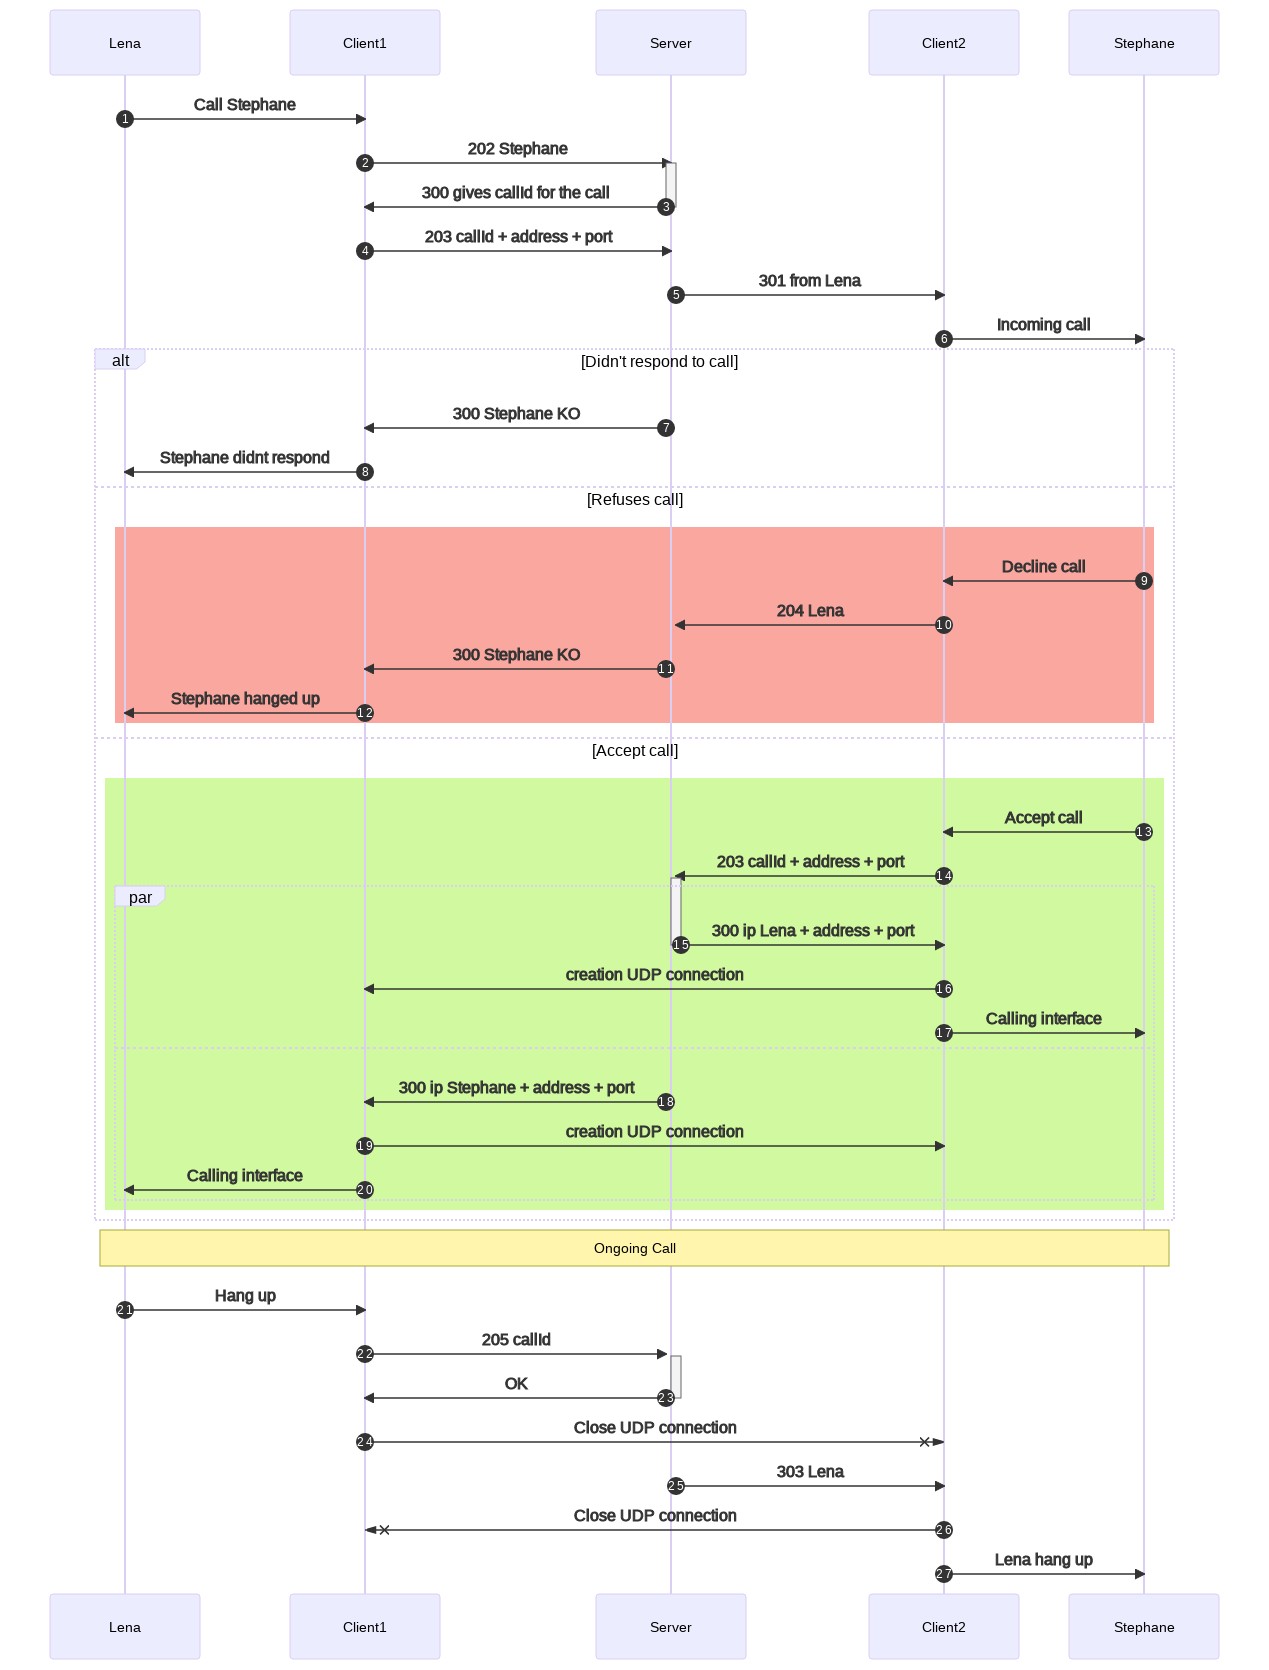 Lena Client1 Server Client2 Stephane
Call Stephane
1
202 Stephane
2
300 gives callId for the call
3
203 callId + address + port
4
301 from Lena
5
Incoming call
6
alt [Didn't respond to call]
300 Stephane KO
7
Stephane didnt respond
8
[Refuses call]
Decline call
9
204 Lena
10
300 Stephane KO
11
Stephane hanged up
12
[Accept call]
Accept call
13
203 callId + address + port
14
par
300 ip Lena + address + port
15
creation UDP connection
16
Calling interface
17
300 ip Stephane + address + port
18
creation UDP connection
19
Calling interface
20
Ongoing Call
Hang up
21
205 callId
22
OK
23
Close UDP connection
24
303 Lena
25
Close UDP connection
26
Lena hang up
27
Lena Client1 Server Client2 Stephane